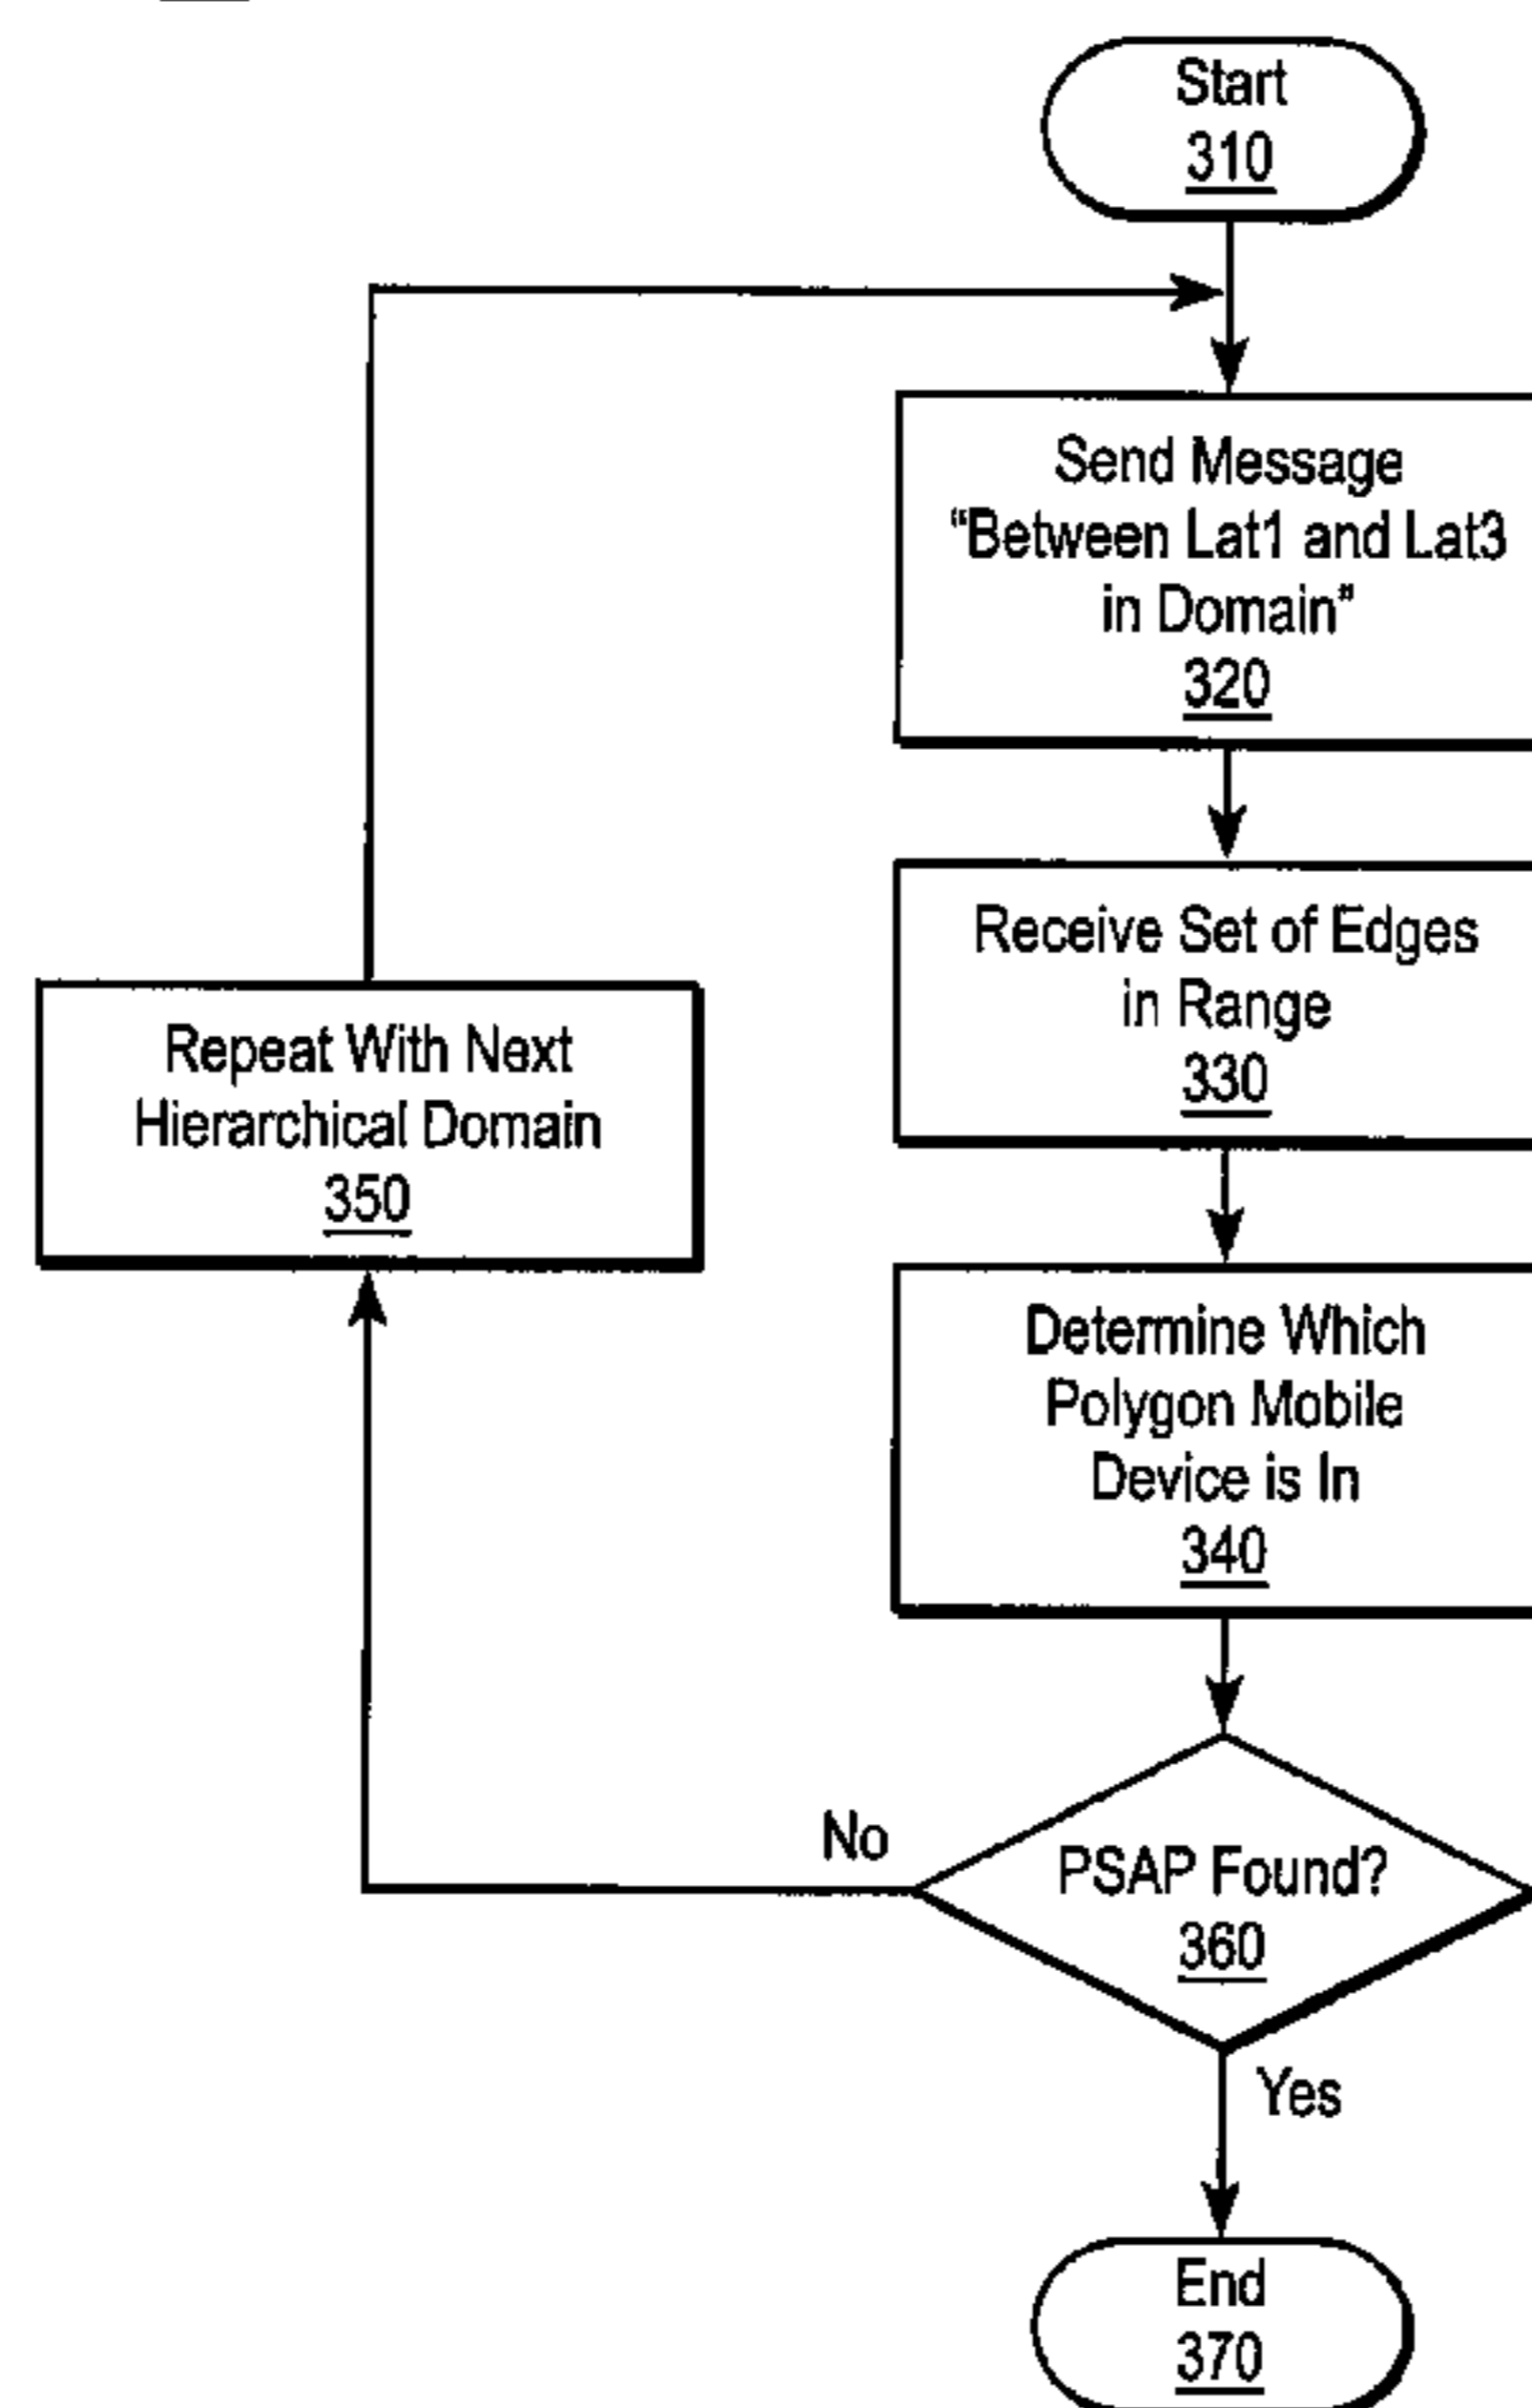 Start
310
Send Message
"Between Lat1 and Lat3
in Domain"
320
Receive Set of Edges
in Range
330
Repeat With Next
Hierarchical Domain
350
Determine Which
Polygon Mobile
Device is In
340
No
PSAP Found?
360
Yes
End
370